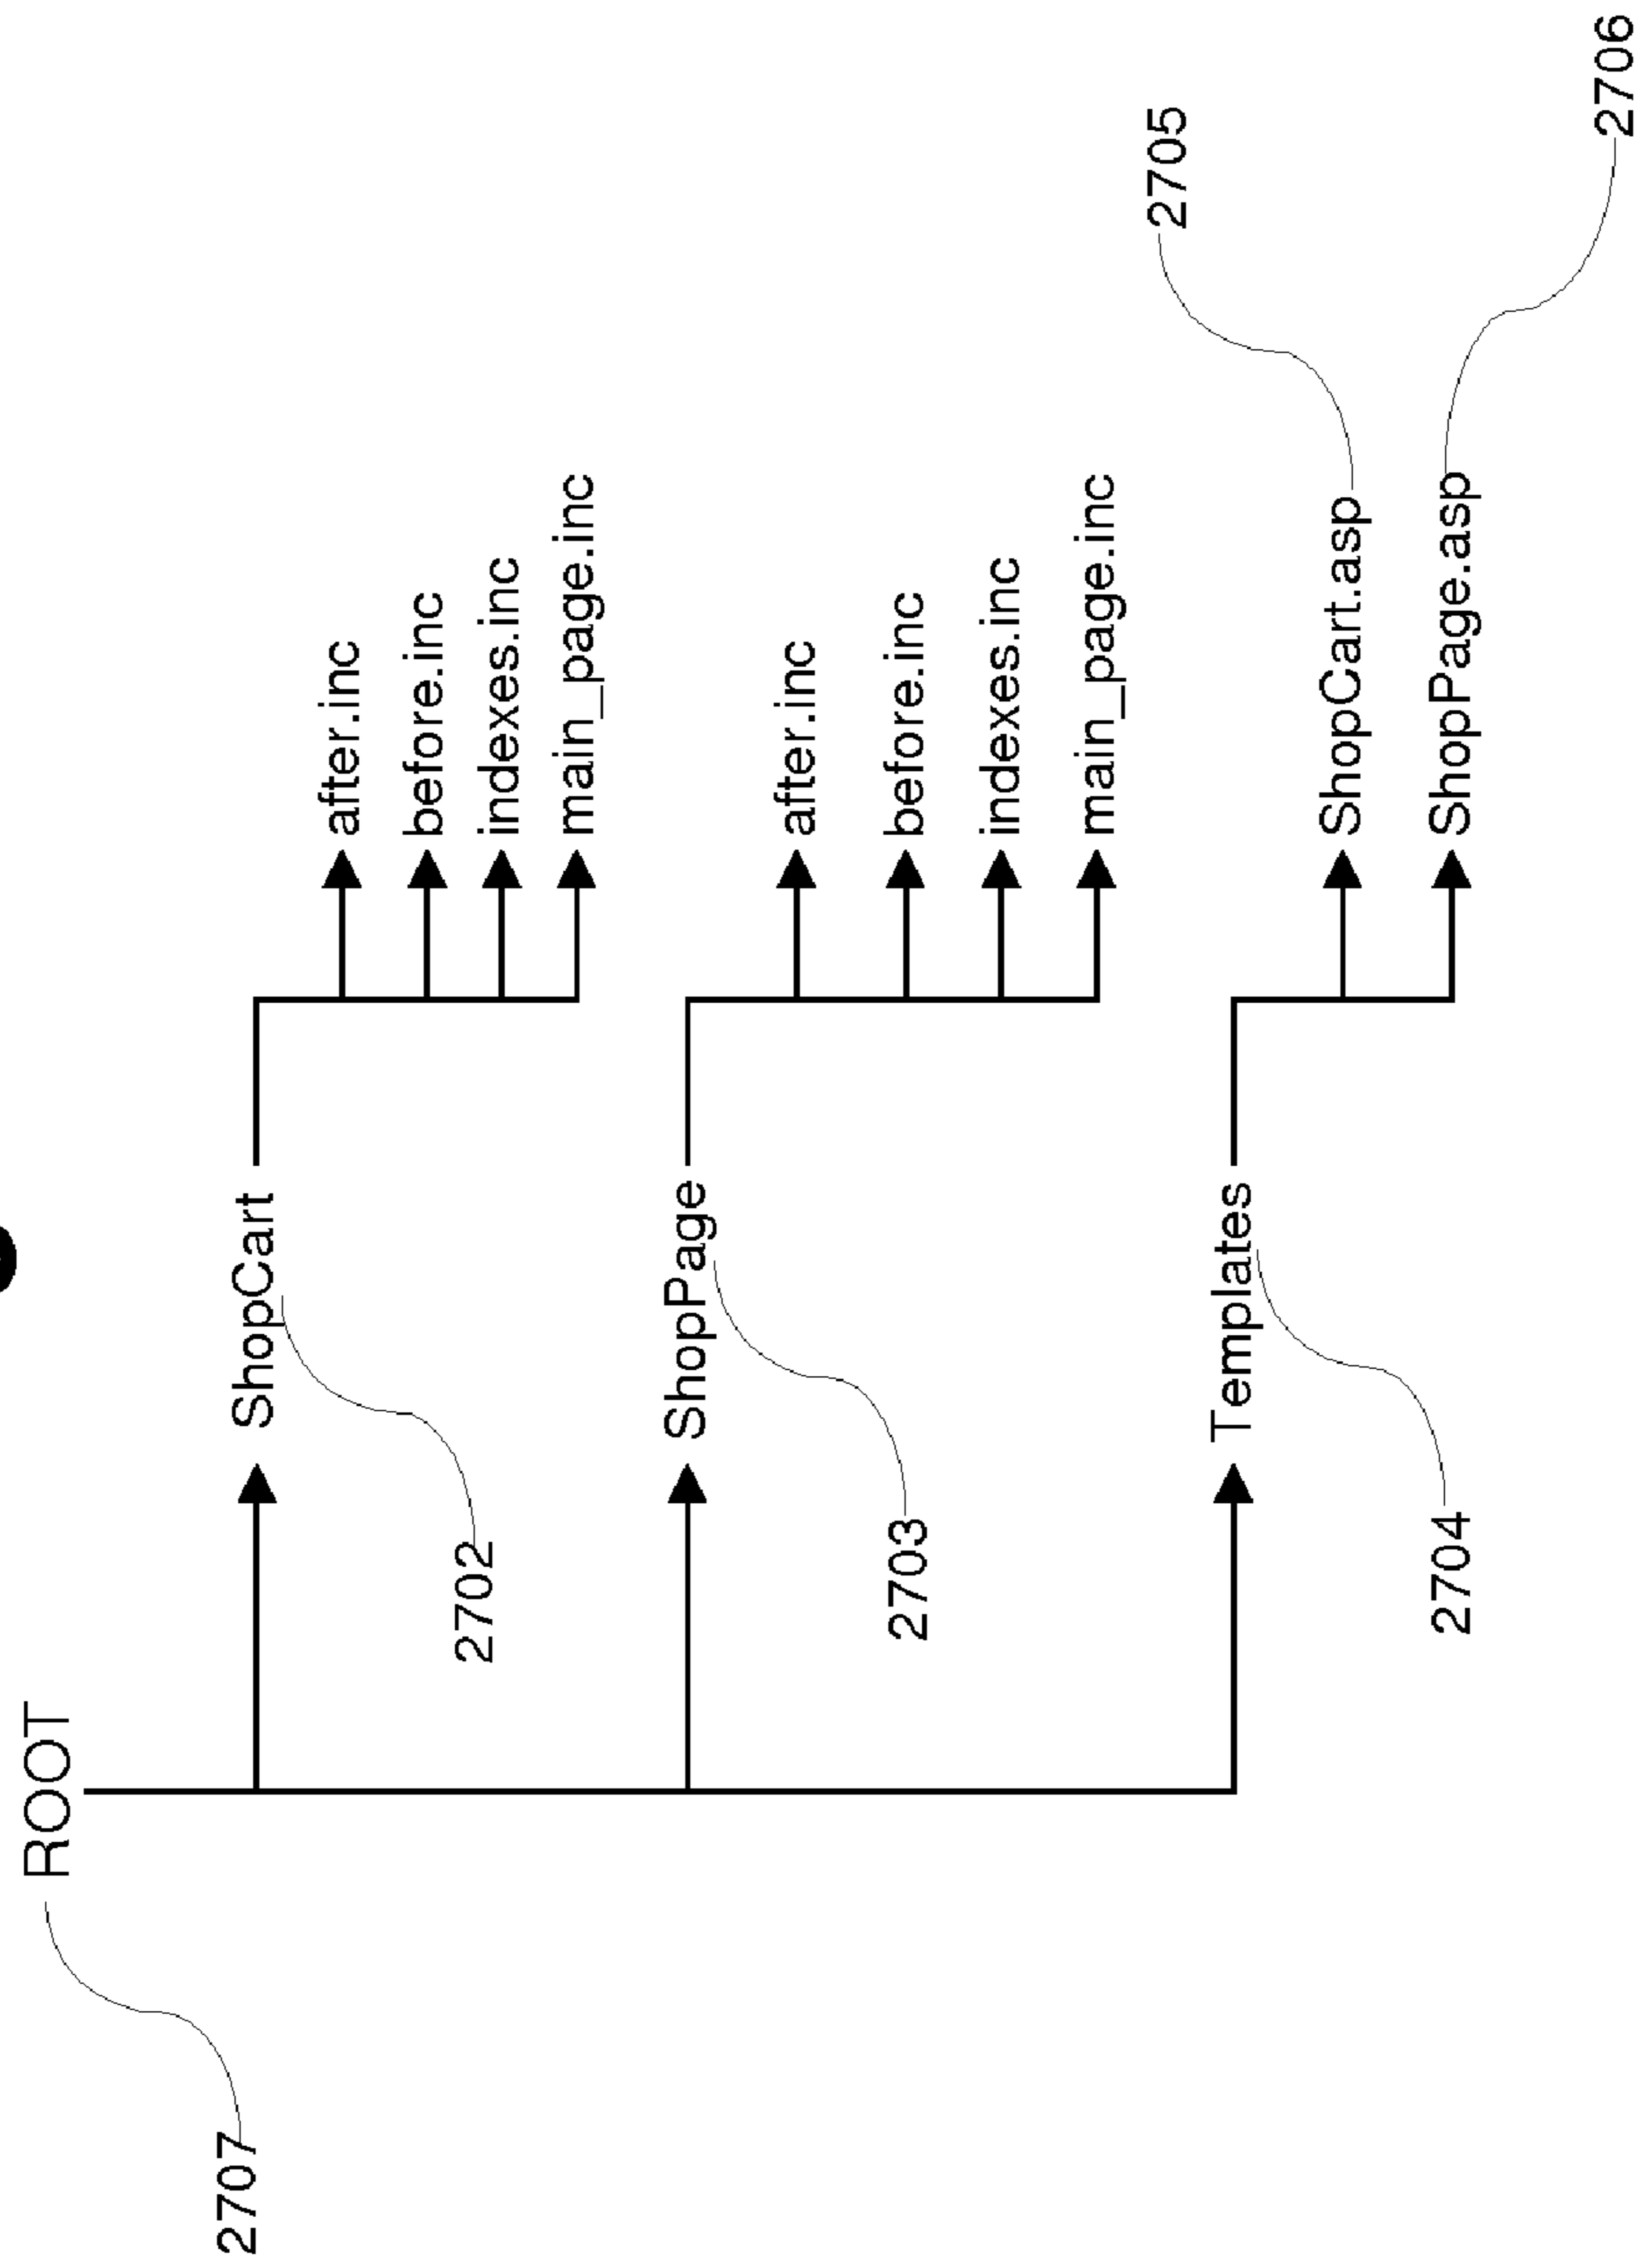 ROOT
2707
ShopCart
2702
after.inc
before.inc
indexes.inc
main_page.inc
ShopPage
2703
after.inc
before.inc
indexes.inc
main_page.inc
Templates
2704
2705
ShopCart.asp
ShopPage.asp
2706